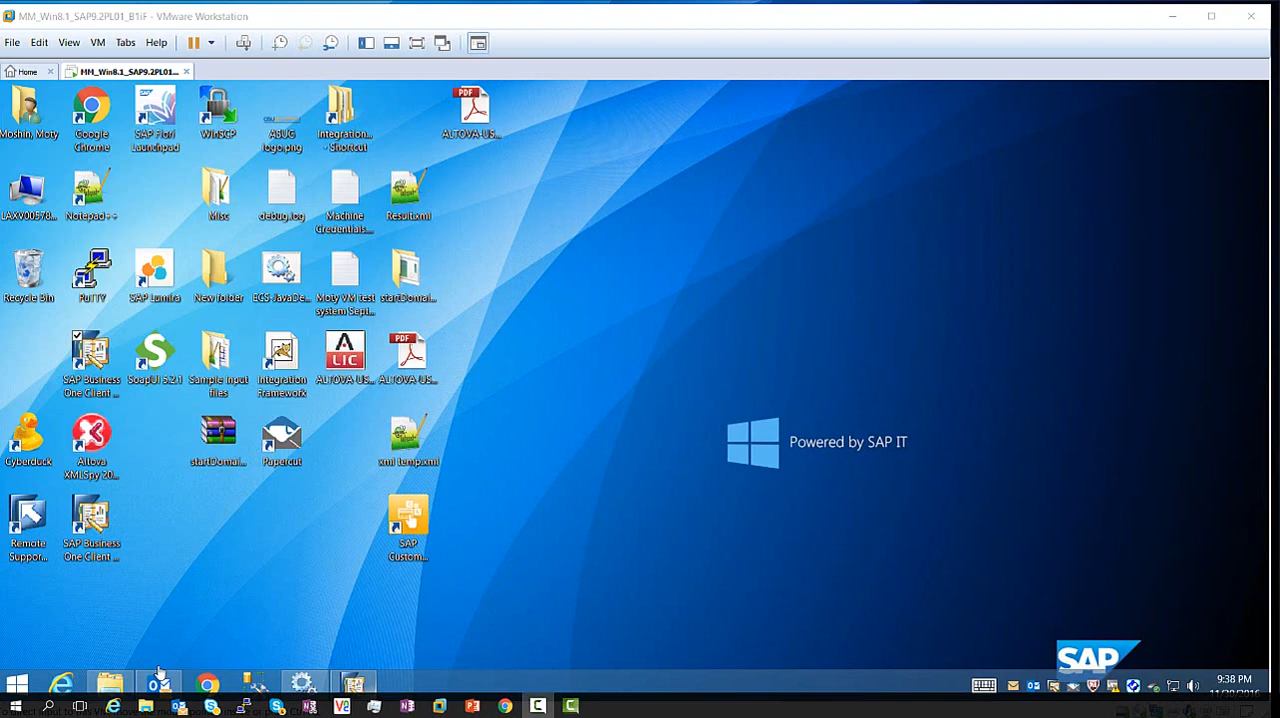 MM_Win8.1_SAP9.2PL01_B1iF - VMware Workstation
File Edit View VM Tabs Help
Home
MM_Win8.1_SAP9.2PL01...
Moshin, Moty
Google Chrome
SAP Fiori Launchpad
WinSCP
ASUG logo.png
Integration... - Shortcut
PDF
ALTOVA-US...
LAXV00578...
Notepad++
Misc
debug.log
Machine Credentials...
Result.xml
Recycle Bin
PuTTY
SAP Lumira
New folder
ECS-JavaDe...
Moty VM test system Sept...
startDomai...
SAP Business One Client ...
SoapUI 5.2.1
Sample input files
Integration Framework
A
LIC
ALTOVA-US...
PDF
ALTOVA-US...
Cyberduck
Altova XMLSpy 20...
startDomai...
Papercut
xml temp.xml
Remote Suppor...
SAP Business One Client ...
SAP Custom...
Powered by SAP IT
SAP
9:38 PM